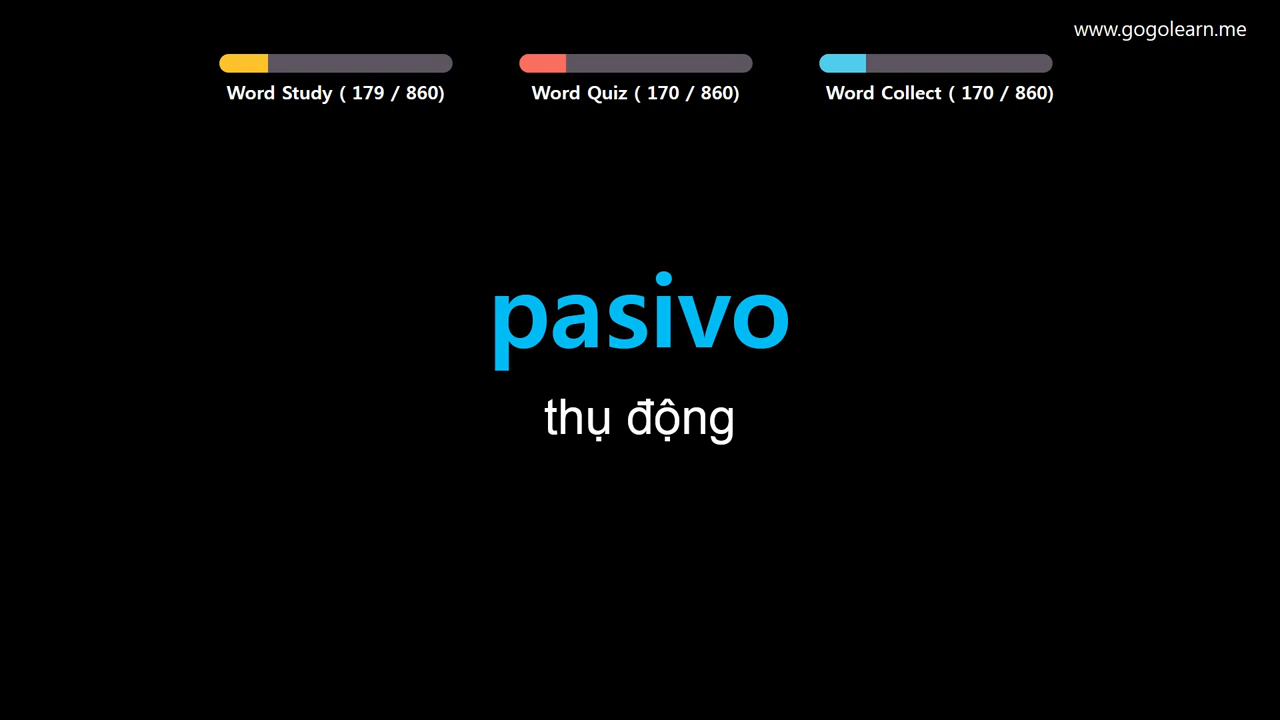 www.gogolearn.me
Word Study ( 179 / 860)
Word Quiz ( 170 / 860)
Word Collect ( 170 / 860)
pasivo
thụ động